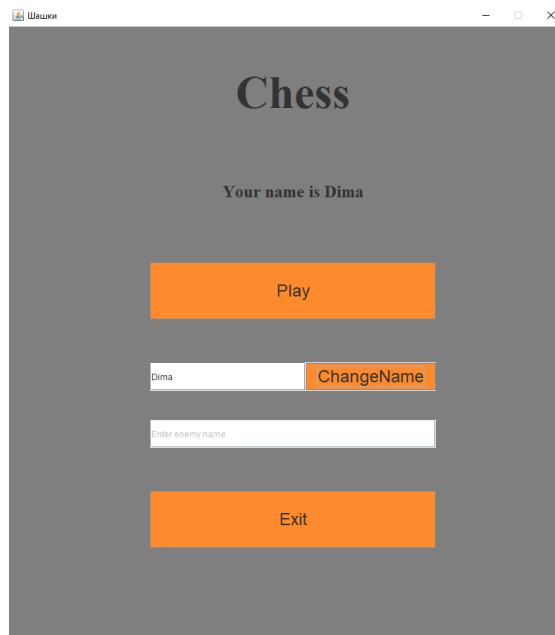 Шашки
Chess
Your name is Dima
Play
Dima
ChangeName
Enter enemy name
Exit